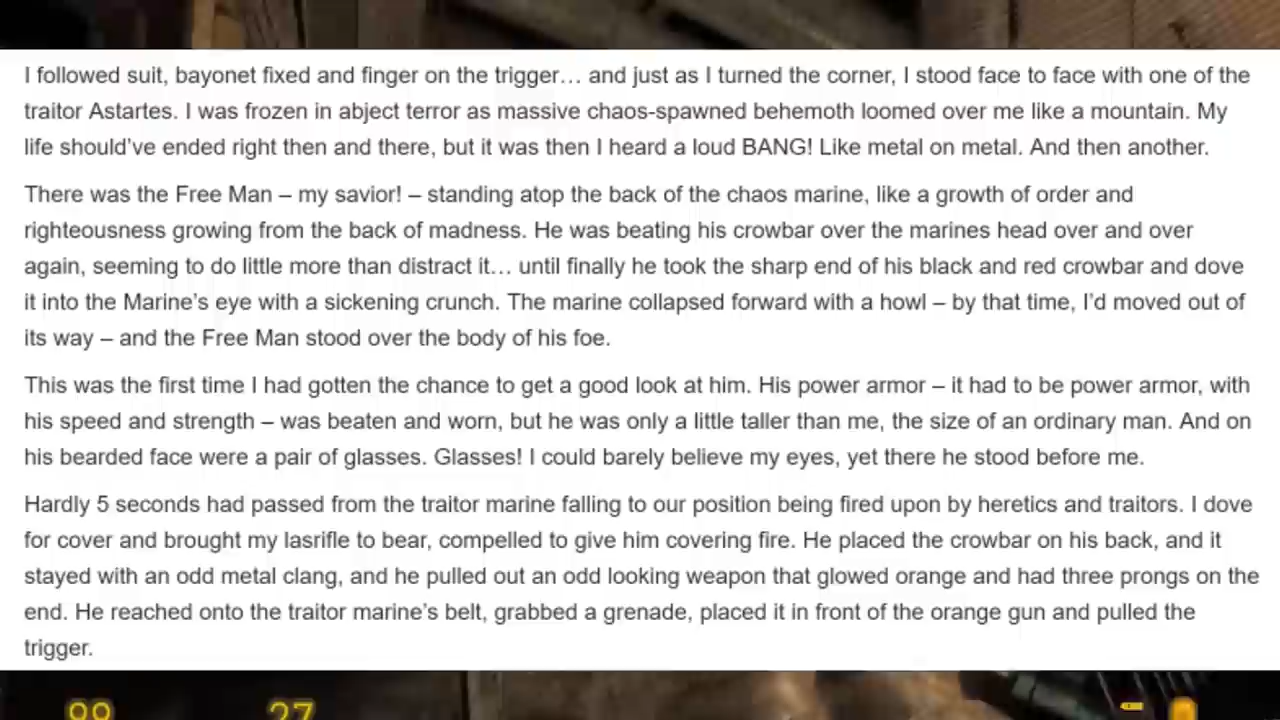 I followed suit, bayonet fixed and finger on the trigger… and just as I turned the corner, I stood face to face with one of the
traitor Astartes. I was frozen in abject terror as massive chaos-spawned behemoth loomed over me like a mountain. My
life should've ended right then and there, but it was then I heard a loud BANG! Like metal on metal. And then another.
There was the Free Man – my savior! – standing atop the back of the chaos marine, like a growth of order and
righteousness growing from the back of madness. He was beating his crowbar over the marines head over and over
again, seeming to do little more than distract it… until finally he took the sharp end of his black and red crowbar and dove
it into the Marine's eye with a sickening crunch. The marine collapsed forward with a howl – by that time, I'd moved out of
its way – and the Free Man stood over the body of his foe.
This was the first time I had gotten the chance to get a good look at him. His power armor – it had to be power armor, with
his speed and strength – was beaten and worn, but he was only a little taller than me, the size of an ordinary man. And on
his bearded face were a pair of glasses. Glasses! I could barely believe my eyes, yet there he stood before me.
Hardly 5 seconds had passed from the traitor marine falling to our position being fired upon by heretics and traitors. I dove
for cover and brought my lasrifle to bear, compelled to give him covering fire. He placed the crowbar on his back, and it
stayed with an odd metal clang, and he pulled out an odd looking weapon that glowed orange and had three prongs on the
end. He reached onto the traitor marine's belt, grabbed a grenade, placed it in front of the orange gun and pulled the
trigger.
98 27